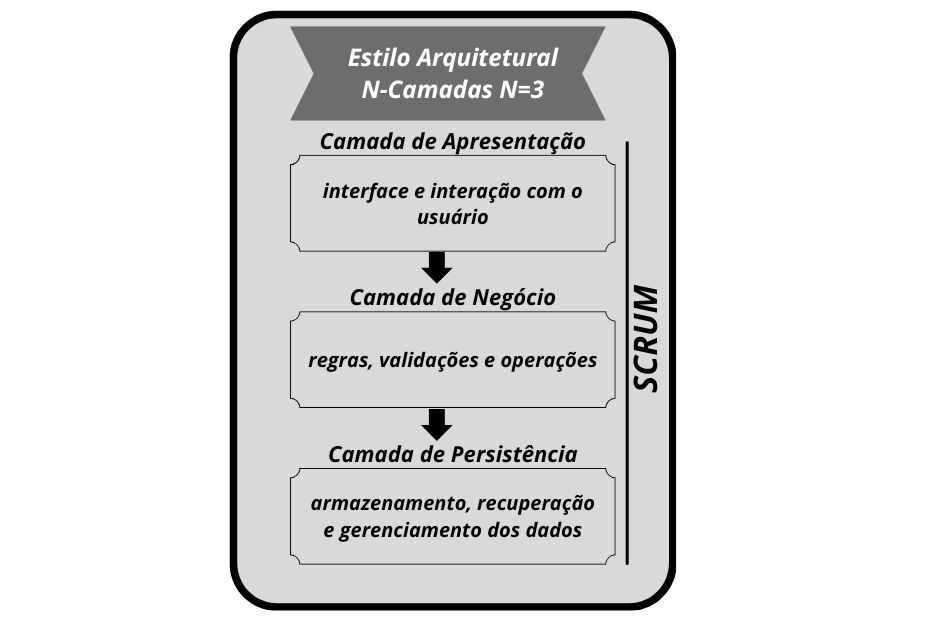 Estilo Arquitetural
N-Camadas N=3
Camada de Apresentação
interface e interação com o
usuário
Camada de Negócio
regras, validações e operações
Camada de Persistência
armazenamento, recuperação
e gerenciamento dos dados
SCRUM